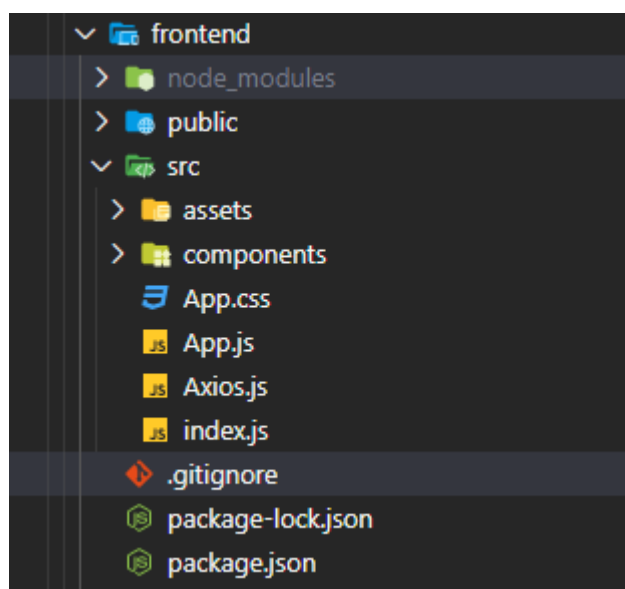 frontend
node_modules
public
src
assets
components
App.css
App.js
Axios.js
index.js
.gitignore
package-lock.json
package.json